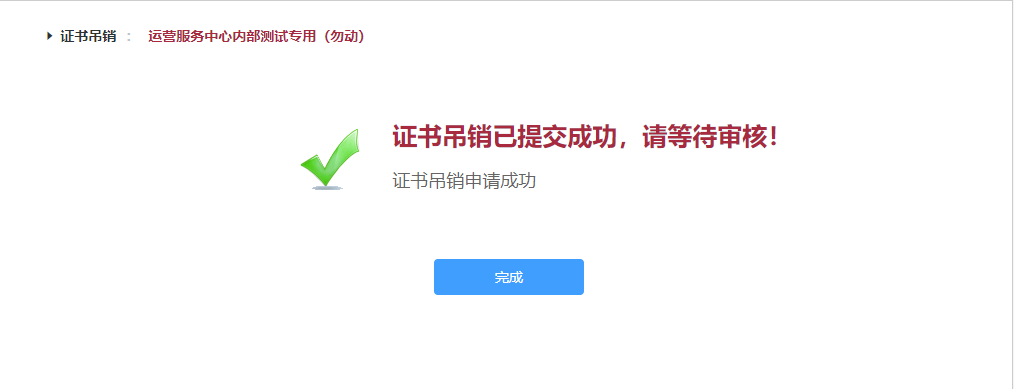 证书吊销 ： 运营服务中心内部测试专用（勿动）
证书吊销已提交成功，请等待审核！
证书吊销申请成功
完成